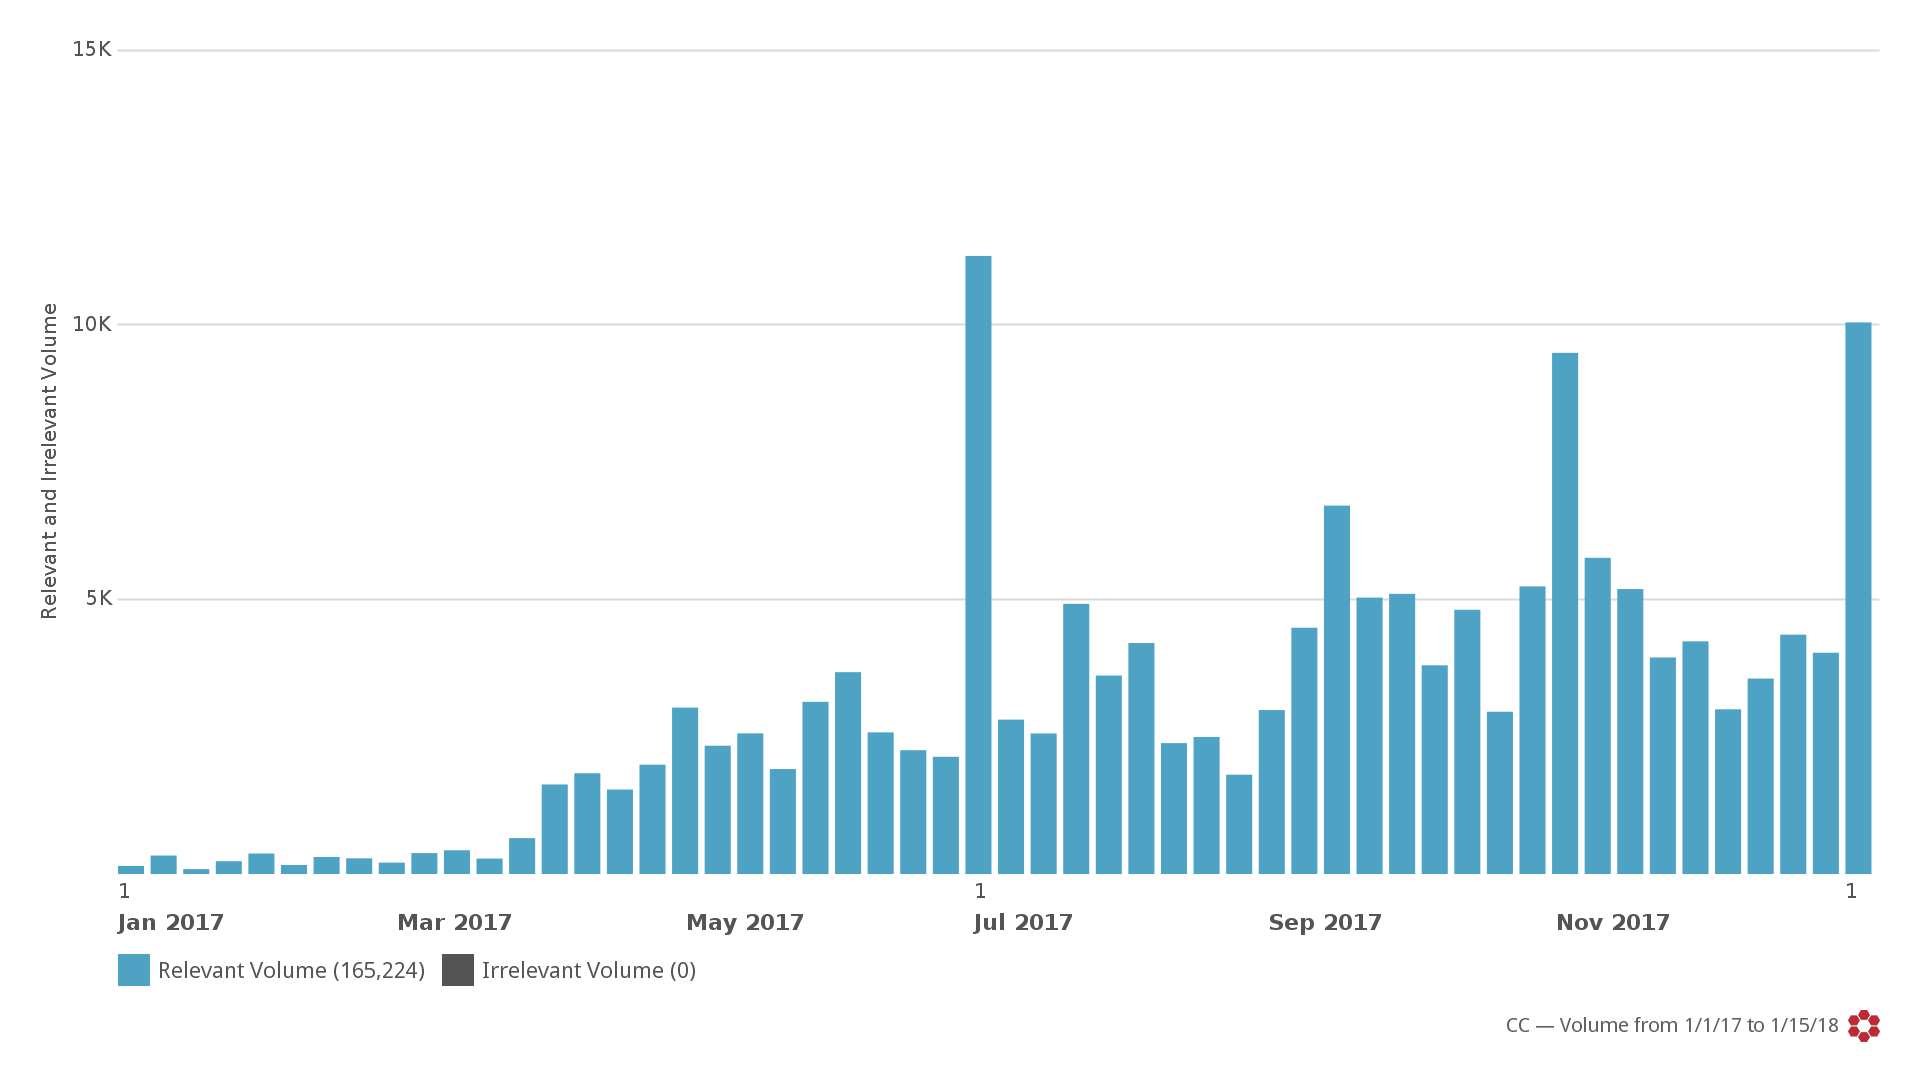 15K
10K
5K
Relevant and Irrelevant Volume
1 1 1
Jan 2017 Mar 2017 May 2017 Jul 2017 Sep 2017 Nov 2017
Relevant Volume (165,224) Irrelevant Volume (0)
CC — Volume from 1/1/17 to 1/15/18